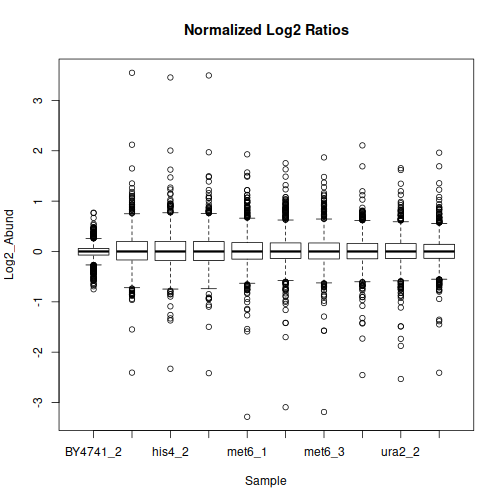 Normalized Log2 Ratios
Log2_Abund
3
2
1
0
-1
-2
-3
BY4741_2 his4_2 met6_1 met6_3 ura2_2
Sample